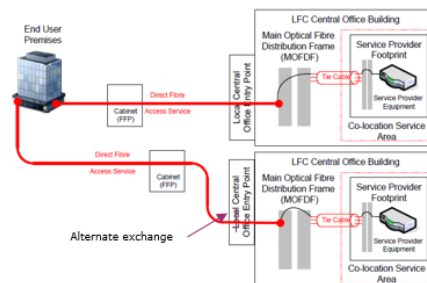 End User
Premises
Cabinet
(FFP)
Direct Fibre
Access Service
Local Central
Office Entry Point
LFC Central Office Building
Main Optical Fibre
Distribution Frame
(MOFDF)
Tie Cable
Service Provider
Footprint
Service Provider
Equipment
Co-location Service
Area
Direct Fibre
Access Service
Cabinet
(FFP)
Alternate exchange
Local Central
Office Entry Point
LFC Central Office Building
Main Optical Fibre
Distribution Frame
(MOFDF)
Tie Cable
Service Provider
Footprint
Service Provider
Equipment
Co-location Service
Area